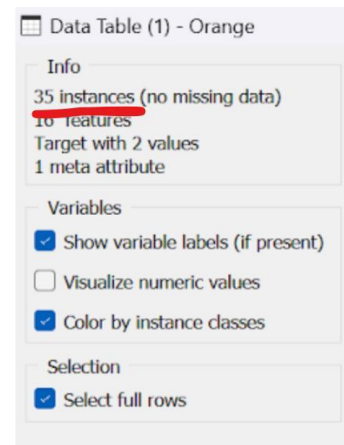 Data Table (1) - Orange
Info
35 instances (no missing data)
16 features
Target with 2 values
1 meta attribute
Variables
Show variable labels (if present)
Visualize numeric values
Color by instance classes
Selection
Select full rows